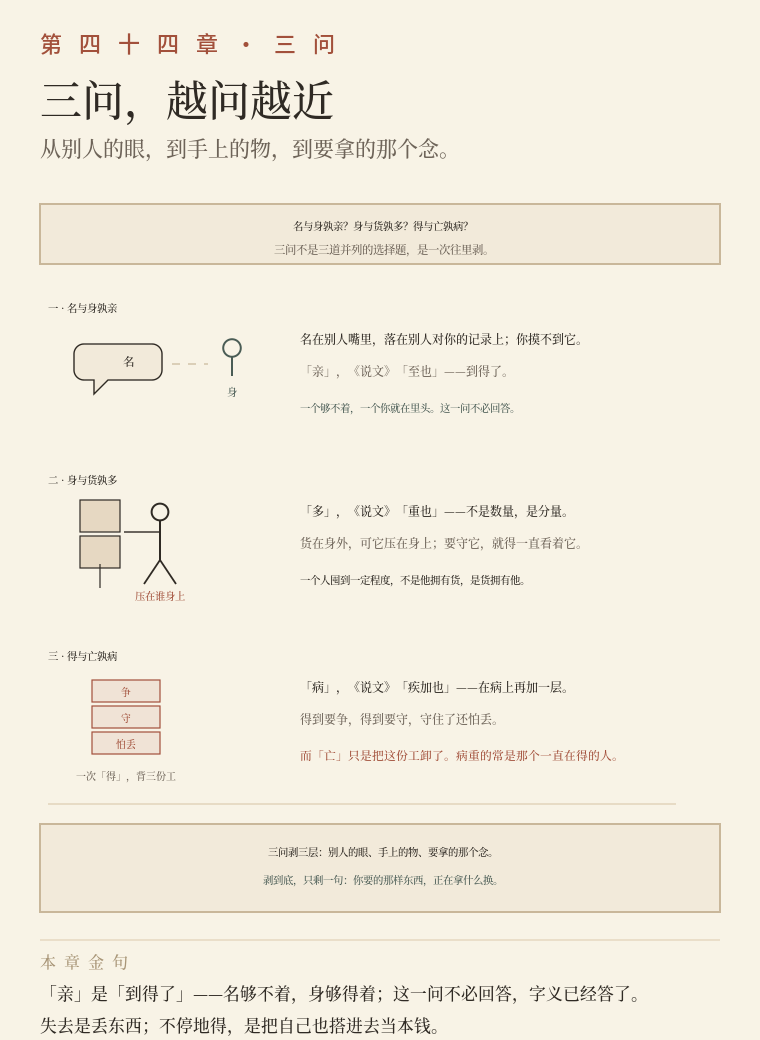 第四十四章·三问
三问，越问越近
从别人的眼，到手上的物，到要拿的那个念。
名与身孰亲？身与货孰多？得与亡孰病？
三问不是三道并列的选择题，是一次往里剥。
一 · 名与身孰亲
名
身
名在别人嘴里，落在别人对你的记录上；你摸不到它。
「亲」，《说文》「至也」——到得了。
一个够不着，一个你就在里头。这一问不必回答。
二 · 身与货孰多
压在谁身上
「多」，《说文》「重也」——不是数量，是分量。
货在身外，可它压在身上；要守它，就得一直看着它。
一个人囤到一定程度，不是他拥有货，是货拥有他。
三 · 得与亡孰病
争
守
怕丢
一次「得」，背三份工
「病」，《说文》「疾加也」——在病上再加一层。
得到要争，得到要守，守住了还怕丢。
而「亡」只是把这份工卸了。病重的常是那个一直在得的人。
三问剥三层：别人的眼、手上的物、要拿的那个念。
剥到底，只剩一句：你要的那样东西，正在拿什么换。
本章金句
「亲」是「到得了」——名够不着，身够得着；这一问不必回答，字义已经答了。
失去是丢东西；不停地得，是把自己也搭进去当本钱。